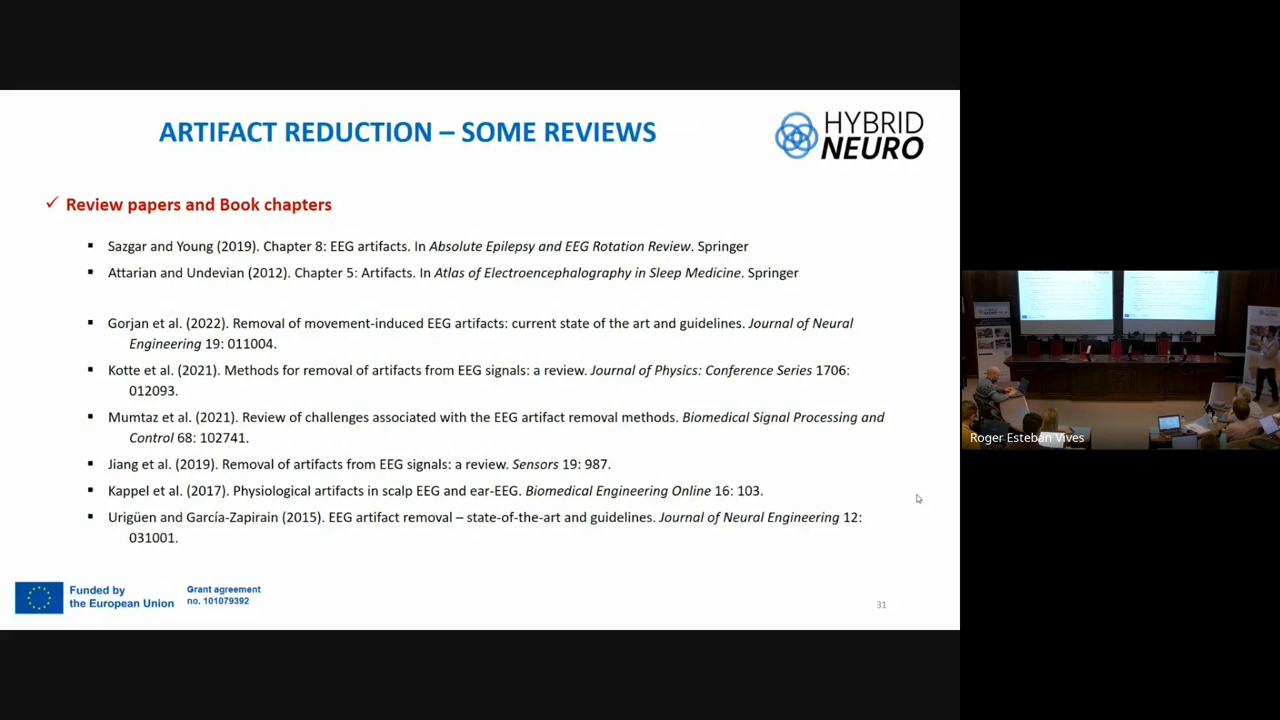 ARTIFACT REDUCTION – SOME REVIEWS
HYBRID
NEURO
✓ Review papers and Book chapters
▪ Sazgar and Young (2019). Chapter 8: EEG artifacts. In Absolute Epilepsy and EEG Rotation Review. Springer
▪ Attarian and Undevian (2012). Chapter 5: Artifacts. In Atlas of Electroencephalography in Sleep Medicine. Springer
▪ Gorjan et al. (2022). Removal of movement-induced EEG artifacts: current state of the art and guidelines. Journal of Neural
Engineering 19: 011004.
▪ Kotte et al. (2021). Methods for removal of artifacts from EEG signals: a review. Journal of Physics: Conference Series 1706:
012093.
▪ Mumtaz et al. (2021). Review of challenges associated with the EEG artifact removal methods. Biomedical Signal Processing and
Control 68: 102741.
▪ Jiang et al. (2019). Removal of artifacts from EEG signals: a review. Sensors 19: 987.
▪ Kappel et al. (2017). Physiological artifacts in scalp EEG and ear-EEG. Biomedical Engineering Online 16: 103.
▪ Urigüen and García-Zapirain (2015). EEG artifact removal – state-of-the-art and guidelines. Journal of Neural Engineering 12:
031001.
Funded by
the European Union
Grant agreement
no. 101079392
31
Roger Esteban Vives